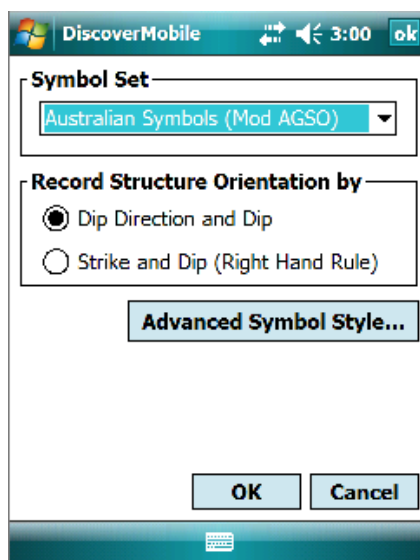 DiscoverMobile 3:00 ok
Symbol Set
Australian Symbols (Mod AGSO)
Record Structure Orientation by
Dip Direction and Dip
Strike and Dip (Right Hand Rule)
Advanced Symbol Style...
OK Cancel